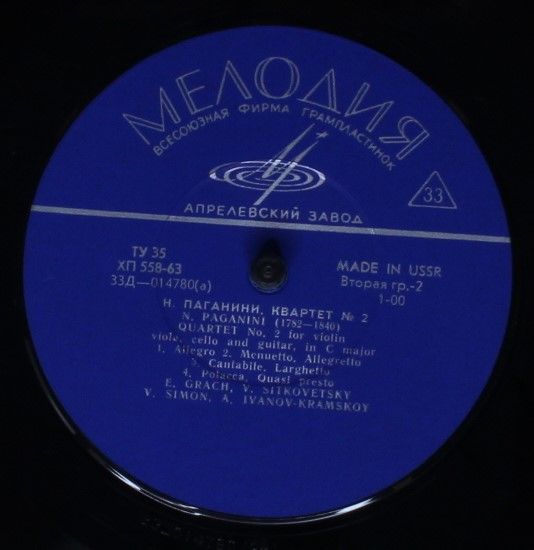 МЕЛОДИЯ
ВСЕСОЮЗНАЯ ФИРМА ГРАМПЛАСТИНОК
33
АПРЕЛЕВСКИЙ ЗАВОД
ТУ 35
ХП 558-63
33Д—014780(а)
MADE IN USSR
Вторая гр.-2
1-00
Н. ПАГАНИНИ, КВАРТЕТ № 2
N. PAGANINI (1782—1840)
QUARTET No. 2 for violin
viole, cello and guitar, in C major
1. Allegro 2. Menuetto, Allegretto
3. Cantabile, Larghetto
4. Polacca, Quasi presto
E. GRACH, V. SITKOVETSKY
V. SIMON, A. IVANOV-KRAMSKOY